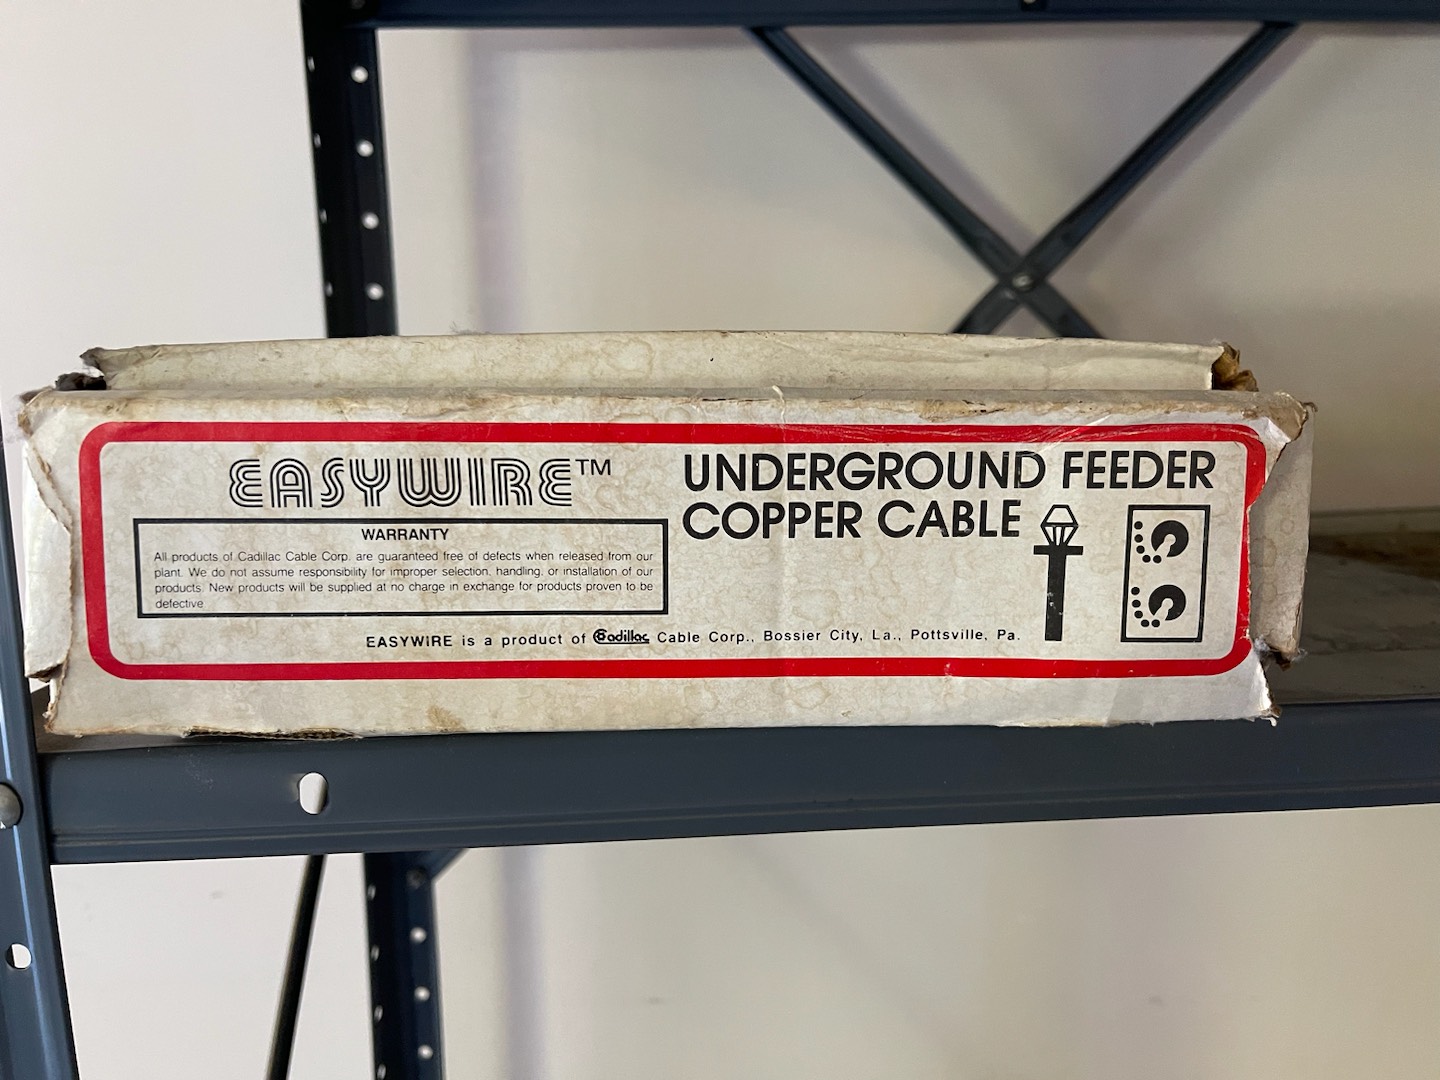 EASYWIRE™
WARRANTY
All products of Cadillac Cable Corp. are guaranteed free of defects when released from our
plant. We do not assume responsibility for improper selection, handling, or installation of our
products. New products will be supplied at no charge in exchange for products proven to be
defective
UNDERGROUND FEEDER
COPPER CABLE
EASYWIRE is a product of Cadillac Cable Corp., Bossier City, La., Pottsville, Pa.